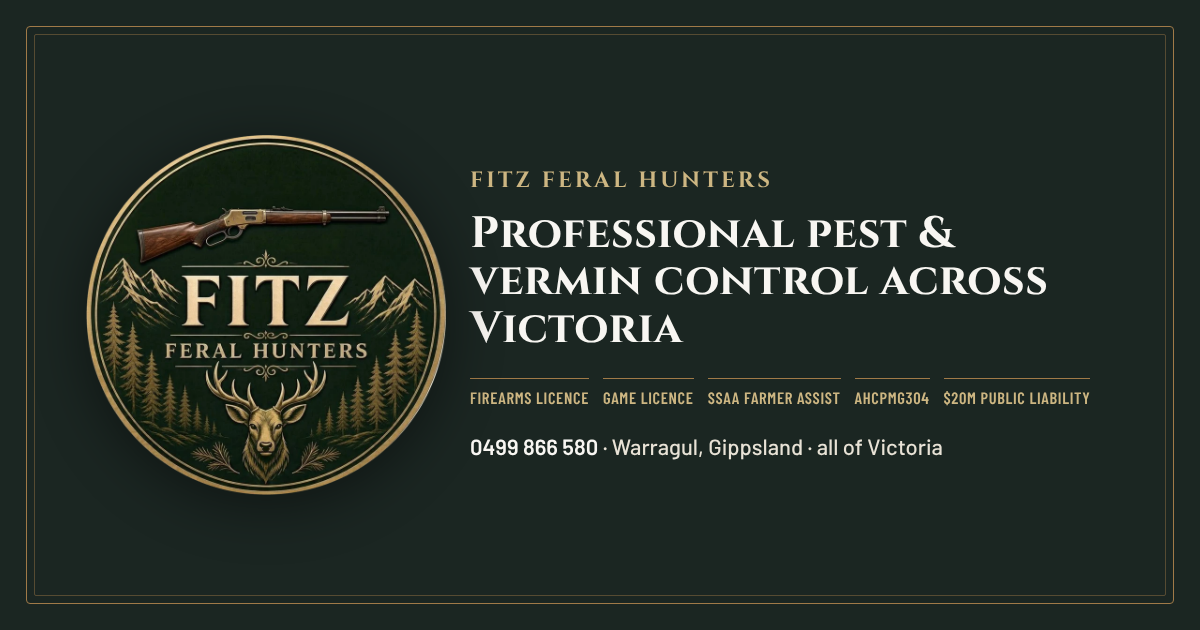 FITZ
FERAL HUNTERS
FITZ FERAL HUNTERS
Professional pest &
vermin control across
Victoria
FIREARMS LICENCE GAME LICENCE SSAA FARMER ASSIST AHCPMG304 $20M PUBLIC LIABILITY
0499 866 580 · Warragul, Gippsland · all of Victoria